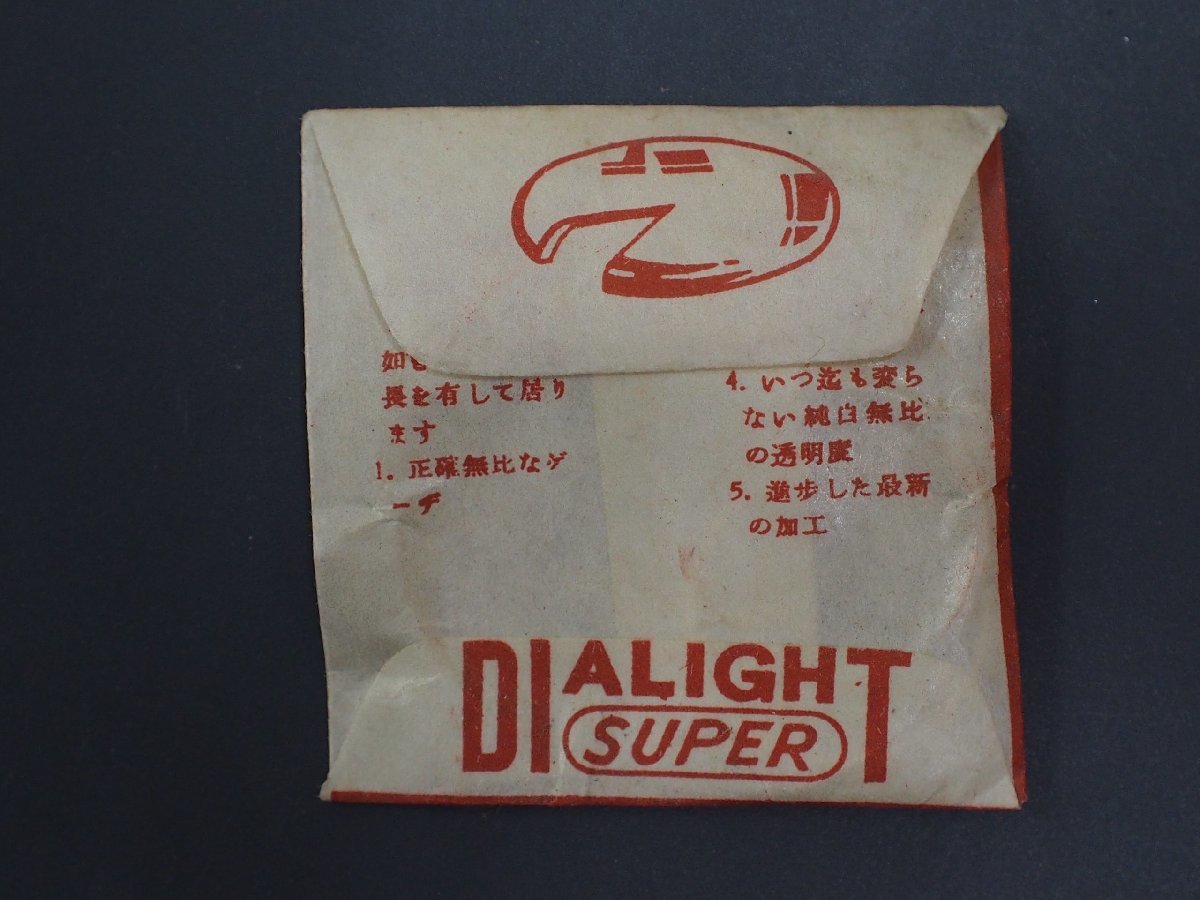 長を有して居り
ます
1. 正確無比なゲ
ーヂ
4. いつ迄も変ら
ない純白無比
の透明度
5. 進歩した最新
の加工
DIALIGHT
SUPER